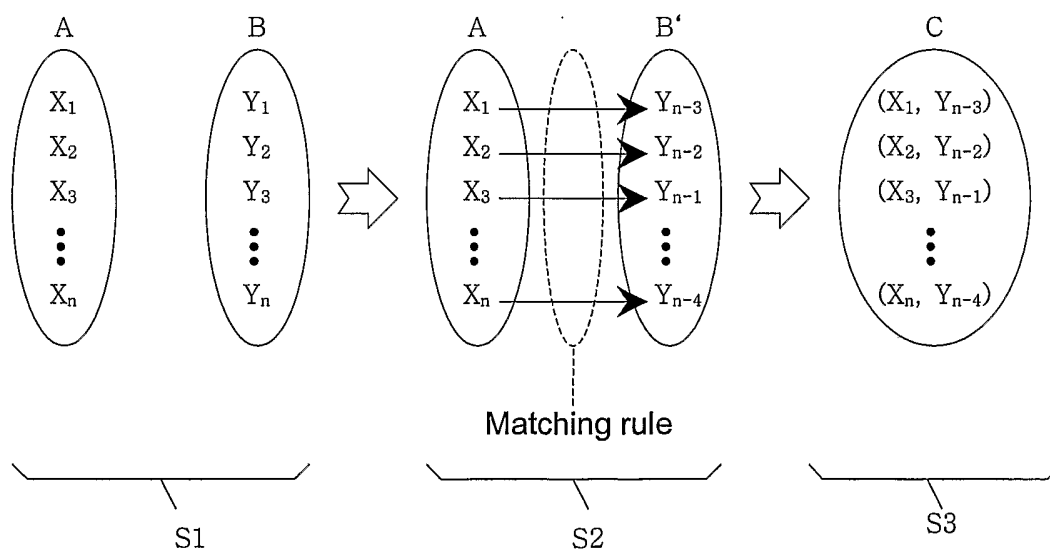 A B A B' C
X₁ Y₁ X₁ Yₙ₋₃ (X₁, Yₙ₋₃)
X₂ Y₂ X₂ Yₙ₋₂ (X₂, Yₙ₋₂)
X₃ Y₃ X₃ Yₙ₋₁ (X₃, Yₙ₋₁)
Xₙ Yₙ Xₙ Yₙ₋₄ (Xₙ, Yₙ₋₄)
Matching rule
S1 S2 S3